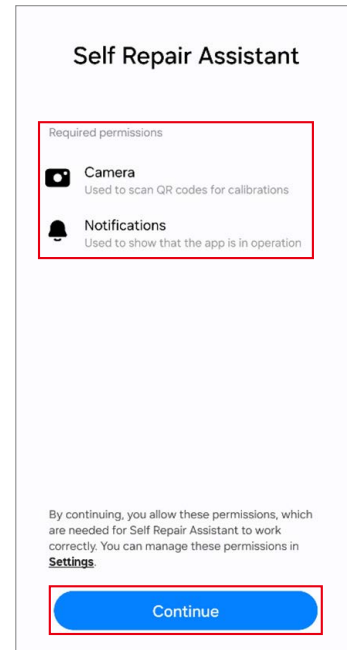 Self Repair Assistant
Required permissions
Camera
Used to scan QR codes for calibrations
Notifications
Used to show that the app is in operation
By continuing, you allow these permissions, which
are needed for Self Repair Assistant to work
correctly. You can manage these permissions in
Settings.
Continue